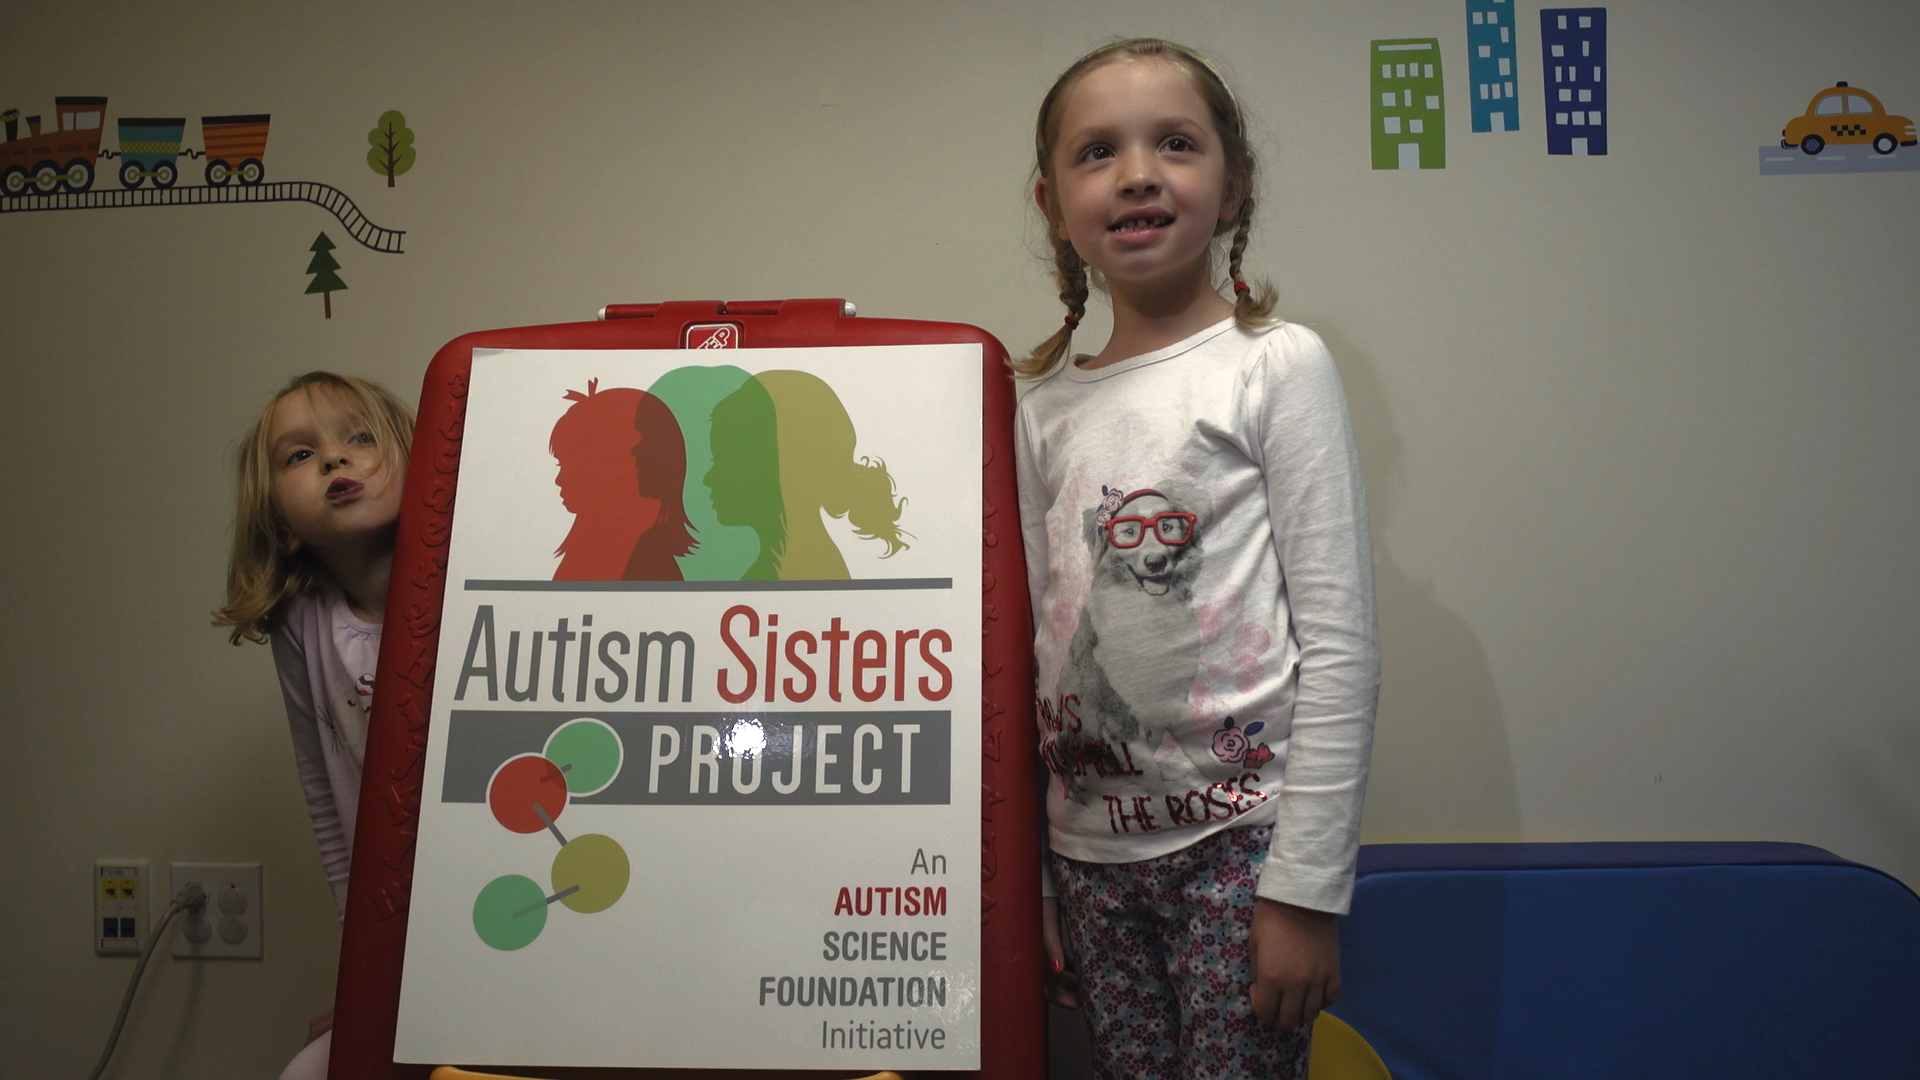 Autism Sisters
PROJECT
An
AUTISM
SCIENCE
FOUNDATION
Initiative
THE ROSES